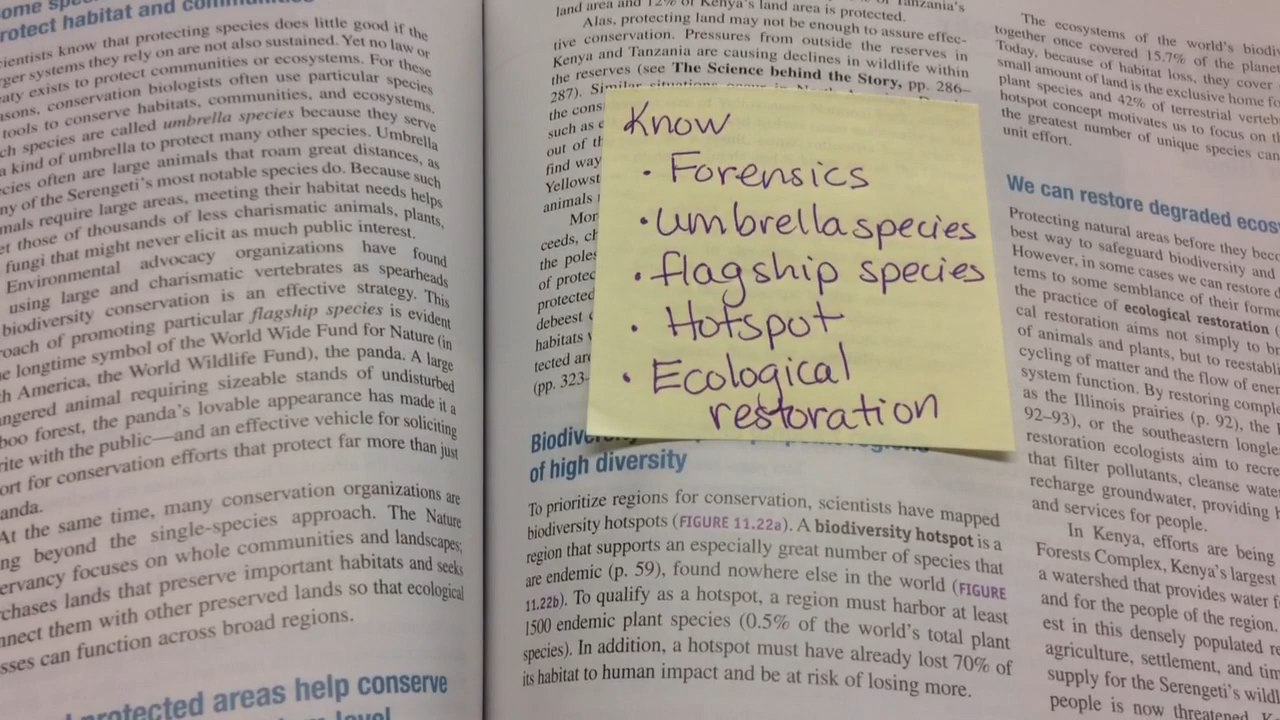 ome spe
rotect habitat and communities
ientists know that protecting species does little good if the
rger systems they rely on are not also sustained. Yet no law or
eaty exists to protect communities or ecosystems. For these
asons, conservation biologists often use particular species
tools to conserve habitats, communities, and ecosystems.
ch species are called umbrella species because they serve
a kind of umbrella to protect many other species. Umbrella
ecies often are large animals that roam great distances, as
ny of the Serengeti's most notable species do. Because such
mals require large areas, meeting their habitat needs helps
et those of thousands of less charismatic animals, plants,
fungi that might never elicit as much public interest.
Environmental advocacy organizations have found
using large and charismatic vertebrates as spearheads
biodiversity conservation is an effective strategy. This
roach of promoting particular flagship species is evident
e longtime symbol of the World Wide Fund for Nature (in
h America, the World Wildlife Fund), the panda. A large
angered animal requiring sizeable stands of undisturbed
boo forest, the panda's lovable appearance has made it a
rite with the public—and an effective vehicle for soliciting
ort for conservation efforts that protect far more than just
anda.
At the same time, many conservation organizations are
ng beyond the single-species approach. The Nature
ervancy focuses on whole communities and landscapes;
rchases lands that preserve important habitats and seeks
nnect them with other preserved lands so that ecological
sses can function across broad regions.
protected areas help conserve
level
land area and 12% of Kenya's land area is protected.
Alas, protecting land may not be enough to assure effec-
tive conservation. Pressures from outside the reserves in
Kenya and Tanzania are causing declines in wildlife within
the reserves (see The Science behind the Story, pp. 286–
287). Similar situations occur in North
the cons
such as
out of th
find way
Yellowst
animals
Mor
ceeds, ch
the poles
of protec
protected
debeest
habitats
tected ar
(pp. 323-
Know
• Forensics
• umbrella species
• flagship species
• Hotspot
• Ecological
restoration
Biodiversity
of high diversity
To prioritize regions for conservation, scientists have mapped
biodiversity hotspots (FIGURE 11.22a). A biodiversity hotspot is a
region that supports an especially great number of species that
are endemic (p. 59), found nowhere else in the world (FIGURE
11.22b). To qualify as a hotspot, a region must harbor at least
1500 endemic plant species (0.5% of the world's total plant
species). In addition, a hotspot must have already lost 70% of
its habitat to human impact and be at risk of losing more.
The ecosystems of the world's biodiv
together once covered 15.7% of the planet
Today, because of habitat loss, they cover
small amount of land is the exclusive home fo
plant species and 42% of terrestrial verteb
hotspot concept motivates us to focus on th
the greatest number of unique species can
unit effort.
We can restore degraded ecos
Protecting natural areas before they beco
best way to safeguard biodiversity and
However, in some cases we can restore d
tems to some semblance of their forme
the practice of ecological restoration
cal restoration aims not simply to br
of animals and plants, but to reestabli
cycling of matter and the flow of ener
system function. By restoring compl
as the Illinois prairies (p. 92), the
92–93), or the southeastern longle
restoration ecologists aim to recre
that filter pollutants, cleanse wate
recharge groundwater, providing h
and services for people.
In Kenya, efforts are being
Forests Complex, Kenya's largest
a watershed that provides water f
and for the people of the region.
est in this densely populated re
agriculture, settlement, and tim
supply for the Serengeti's wildl
people is now threatened.